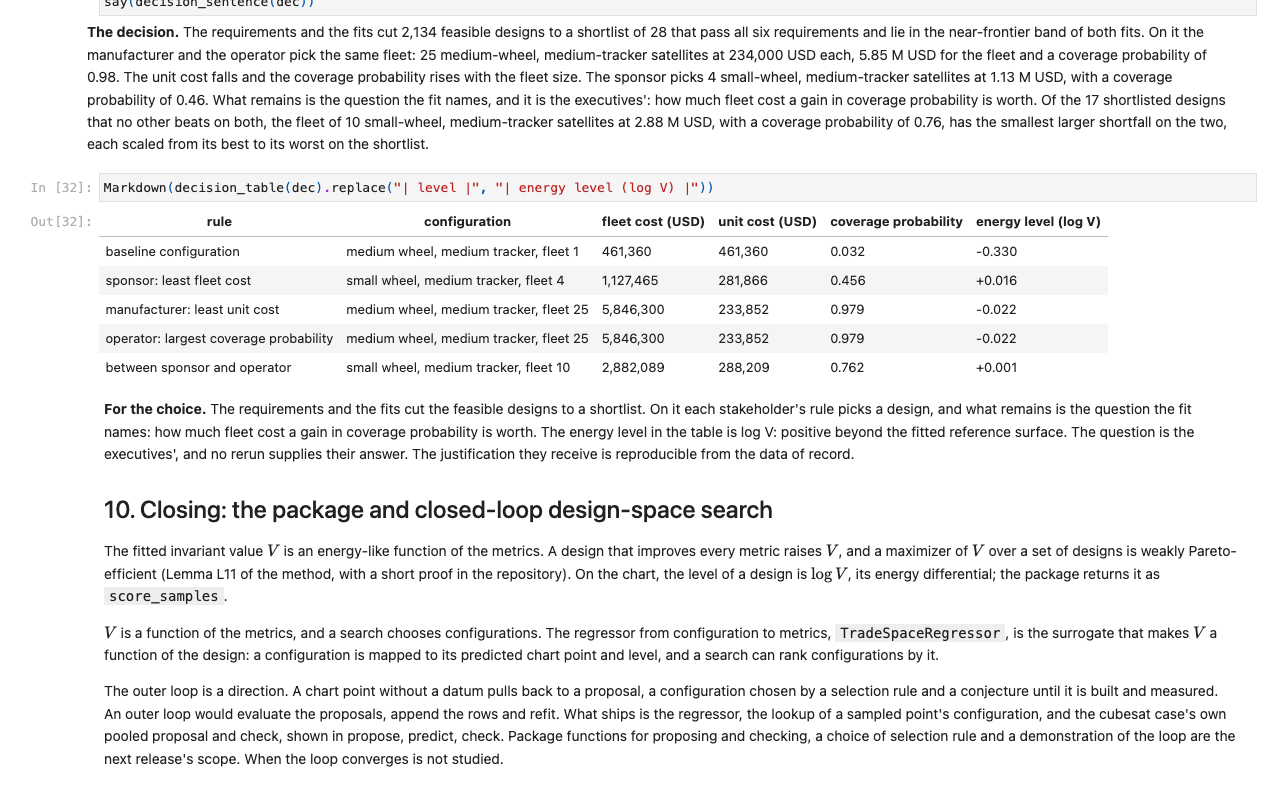 say(decision_sentence(dec))
The decision. The requirements and the fits cut 2,134 feasible designs to a shortlist of 28 that pass all six requirements and lie in the near-frontier band of both fits. On it the
manufacturer and the operator pick the same fleet: 25 medium-wheel, medium-tracker satellites at 234,000 USD each, 5.85 M USD for the fleet and a coverage probability of
0.98. The unit cost falls and the coverage probability rises with the fleet size. The sponsor picks 4 small-wheel, medium-tracker satellites at 1.13 M USD, with a coverage
probability of 0.46. What remains is the question the fit names, and it is the executives': how much fleet cost a gain in coverage probability is worth. Of the 17 shortlisted designs
that no other beats on both, the fleet of 10 small-wheel, medium-tracker satellites at 2.88 M USD, with a coverage probability of 0.76, has the smallest larger shortfall on the two,
each scaled from its best to its worst on the shortlist.
In [32]: Markdown(decision_table(dec).replace("| level |", "| energy level (log V) |"))
Out[32]: rule configuration fleet cost (USD) unit cost (USD) coverage probability energy level (log V)
baseline configuration medium wheel, medium tracker, fleet 1 461,360 461,360 0.032 -0.330
sponsor: least fleet cost small wheel, medium tracker, fleet 4 1,127,465 281,866 0.456 +0.016
manufacturer: least unit cost medium wheel, medium tracker, fleet 25 5,846,300 233,852 0.979 -0.022
operator: largest coverage probability medium wheel, medium tracker, fleet 25 5,846,300 233,852 0.979 -0.022
between sponsor and operator small wheel, medium tracker, fleet 10 2,882,089 288,209 0.762 +0.001
For the choice. The requirements and the fits cut the feasible designs to a shortlist. On it each stakeholder's rule picks a design, and what remains is the question the fit
names: how much fleet cost a gain in coverage probability is worth. The energy level in the table is log V: positive beyond the fitted reference surface. The question is the
executives', and no rerun supplies their answer. The justification they receive is reproducible from the data of record.
10. Closing: the package and closed-loop design-space search
The fitted invariant value V is an energy-like function of the metrics. A design that improves every metric raises V, and a maximizer of V over a set of designs is weakly Pareto-
efficient (Lemma L11 of the method, with a short proof in the repository). On the chart, the level of a design is log V, its energy differential; the package returns it as
score_samples .
V is a function of the metrics, and a search chooses configurations. The regressor from configuration to metrics, TradeSpaceRegressor , is the surrogate that makes V a
function of the design: a configuration is mapped to its predicted chart point and level, and a search can rank configurations by it.
The outer loop is a direction. A chart point without a datum pulls back to a proposal, a configuration chosen by a selection rule and a conjecture until it is built and measured.
An outer loop would evaluate the proposals, append the rows and refit. What ships is the regressor, the lookup of a sampled point's configuration, and the cubesat case's own
pooled proposal and check, shown in propose, predict, check. Package functions for proposing and checking, a choice of selection rule and a demonstration of the loop are the
next release's scope. When the loop converges is not studied.